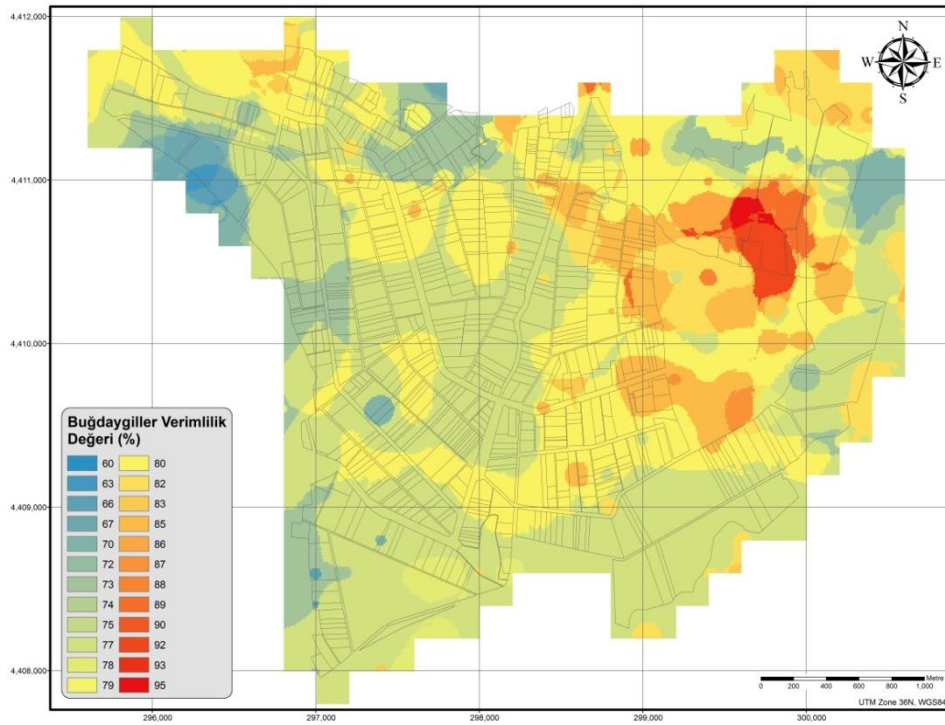 4,412,000
N
W E
S
4,411,000
4,410,000
Buğdaygiller Verimlilik
Değeri (%)
60 80
63 82
66 83
67 85
70 86
72 87
73 88
74 89
75 90
77 92
78 93
79 95
4,409,000
4,408,000
Metre
0 200 400 600 800 1,000
UTM Zone 36N, WGS84
296,000 297,000 298,000 299,000 300,000